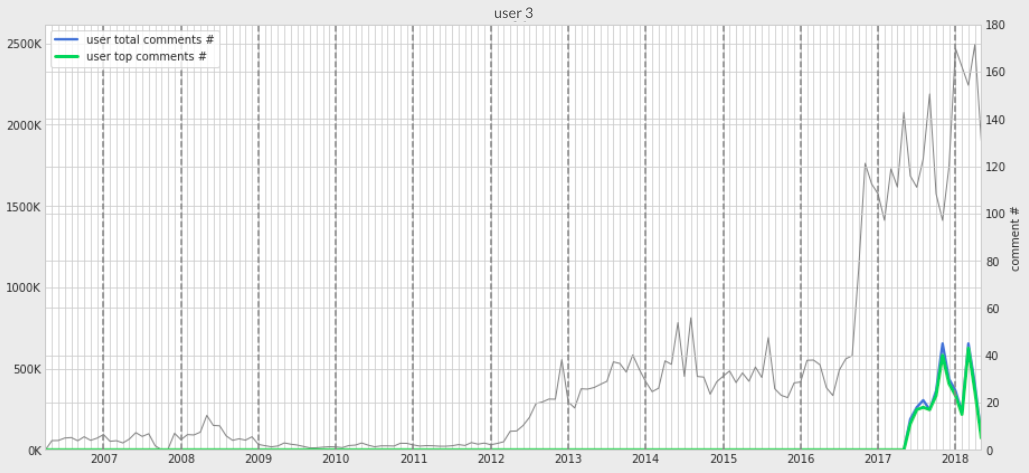 user 3
2500K
2000K
1500K
1000K
500K
0K
user total comments #
user top comments #
180
160
140
120
100
80
60
40
20
0
comment #
2007 2008 2009 2010 2011 2012 2013 2014 2015 2016 2017 2018